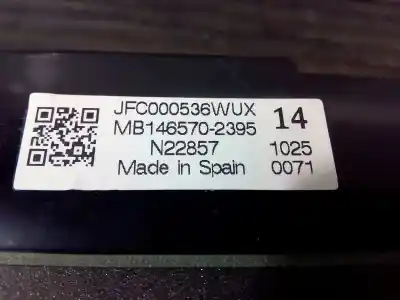 JFC000536WUX 14
MB146570-2395
N22857 1025
Made in Spain 0071